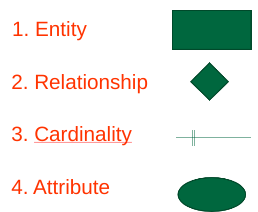 1. Entity
2. Relationship
3. Cardinality
4. Attribute